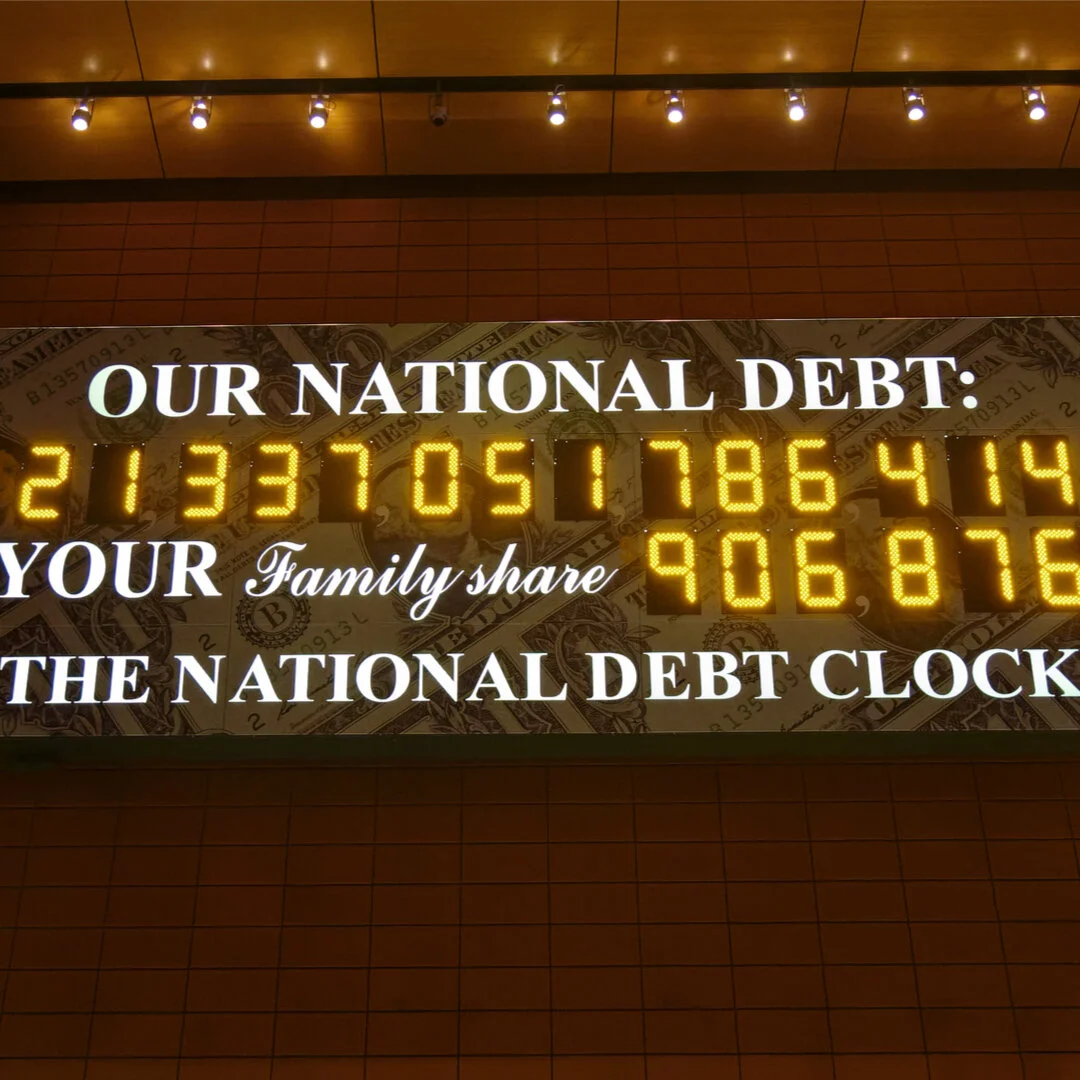 OUR NATIONAL DEBT:
21,337,051,786,414
YOUR Family share 906,876
THE NATIONAL DEBT CLOCK